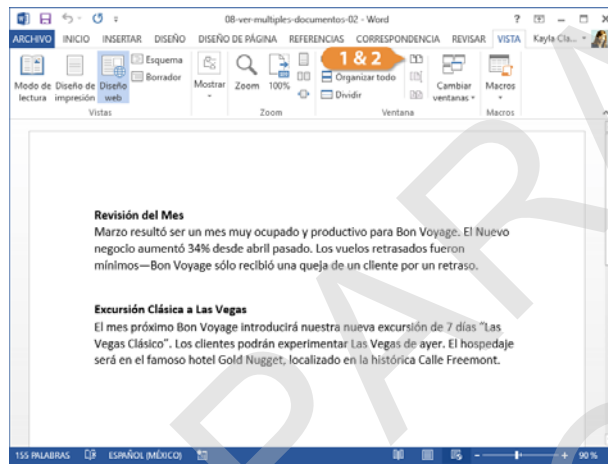 08-ver-multiples-documentos-02 - Word
ARCHIVO INICIO INSERTAR DISEÑO DISEÑO DE PÁGINA REFERENCIAS CORRESPONDENCIA REVISAR VISTA Kayla Cla...
Modo de lectura
Diseño de impresión
Diseño web
Esquema
Borrador
Vistas
Mostrar
Zoom
100%
Zoom
1 & 2
Organizar todo
Dividir
Cambiar ventanas
Ventana
Macros
Macros
Revisión del Mes
Marzo resultó ser un mes muy ocupado y productivo para Bon Voyage. El Nuevo
negocio aumentó 34% desde abril pasado. Los vuelos retrasados fueron
mínimos—Bon Voyage sólo recibió una queja de un cliente por un retraso.
Excursión Clásica a Las Vegas
El mes próximo Bon Voyage introducirá nuestra nueva excursión de 7 días "Las
Vegas Clásico". Los clientes podrán experimentar Las Vegas de ayer. El hospedaje
será en el famoso hotel Gold Nugget, localizado en la histórica Calle Freemont.
155 PALABRAS ESPAÑOL (MÉXICO) 90 %